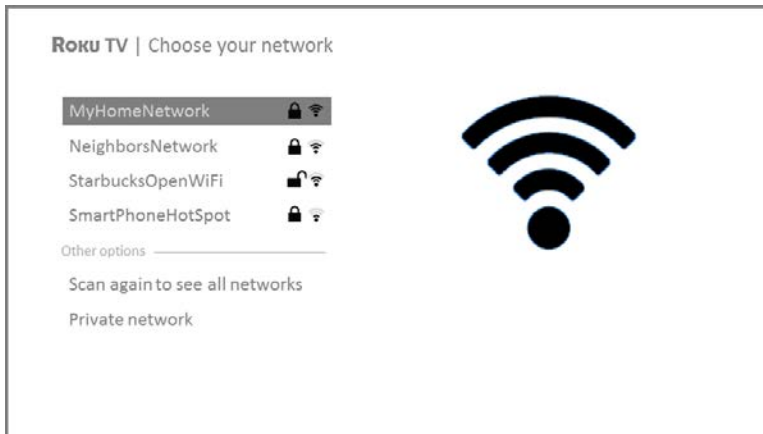 ROKU TV | Choose your network
MyHomeNetwork
NeighborsNetwork
StarbucksOpenWiFi
SmartPhoneHotSpot
Other options
Scan again to see all networks
Private network